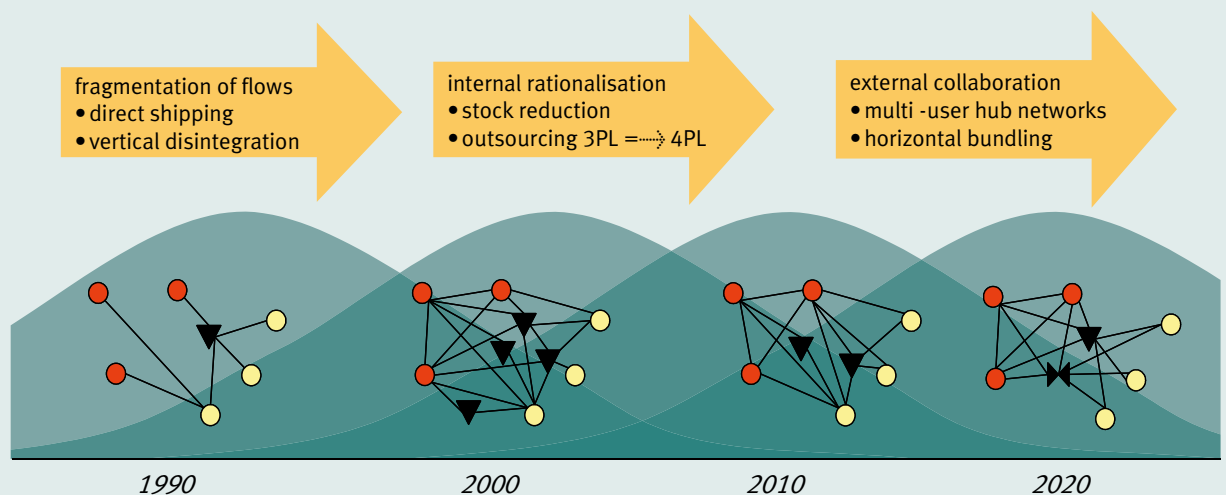 fragmentation of flows
• direct shipping
• vertical disintegration
internal rationalisation
• stock reduction
• outsourcing 3PL =····> 4PL
external collaboration
• multi -user hub networks
• horizontal bundling
1990
2000
2010
2020